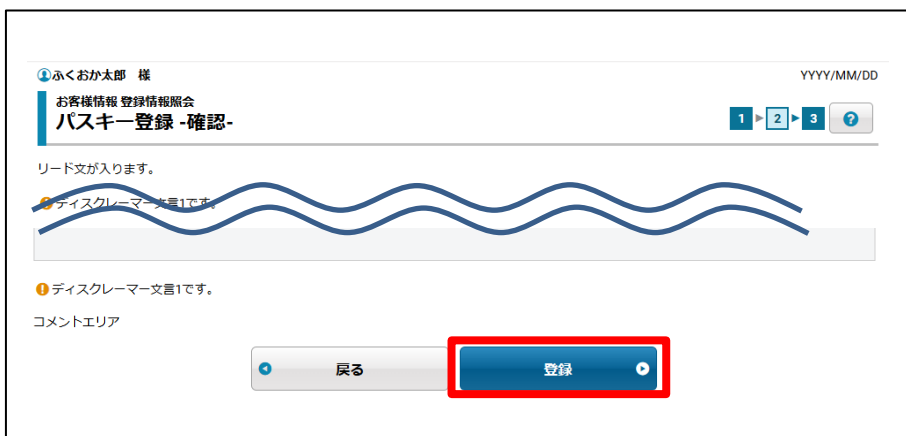 ふくおか太郎 様
YYYY/MM/DD
お客様情報 登録情報照会
パスキー登録 -確認-
1 2 3 ?
リード文が入ります。
ディスクレーマー文言1です。
ディスクレーマー文言1です。
コメントエリア
戻る
登録